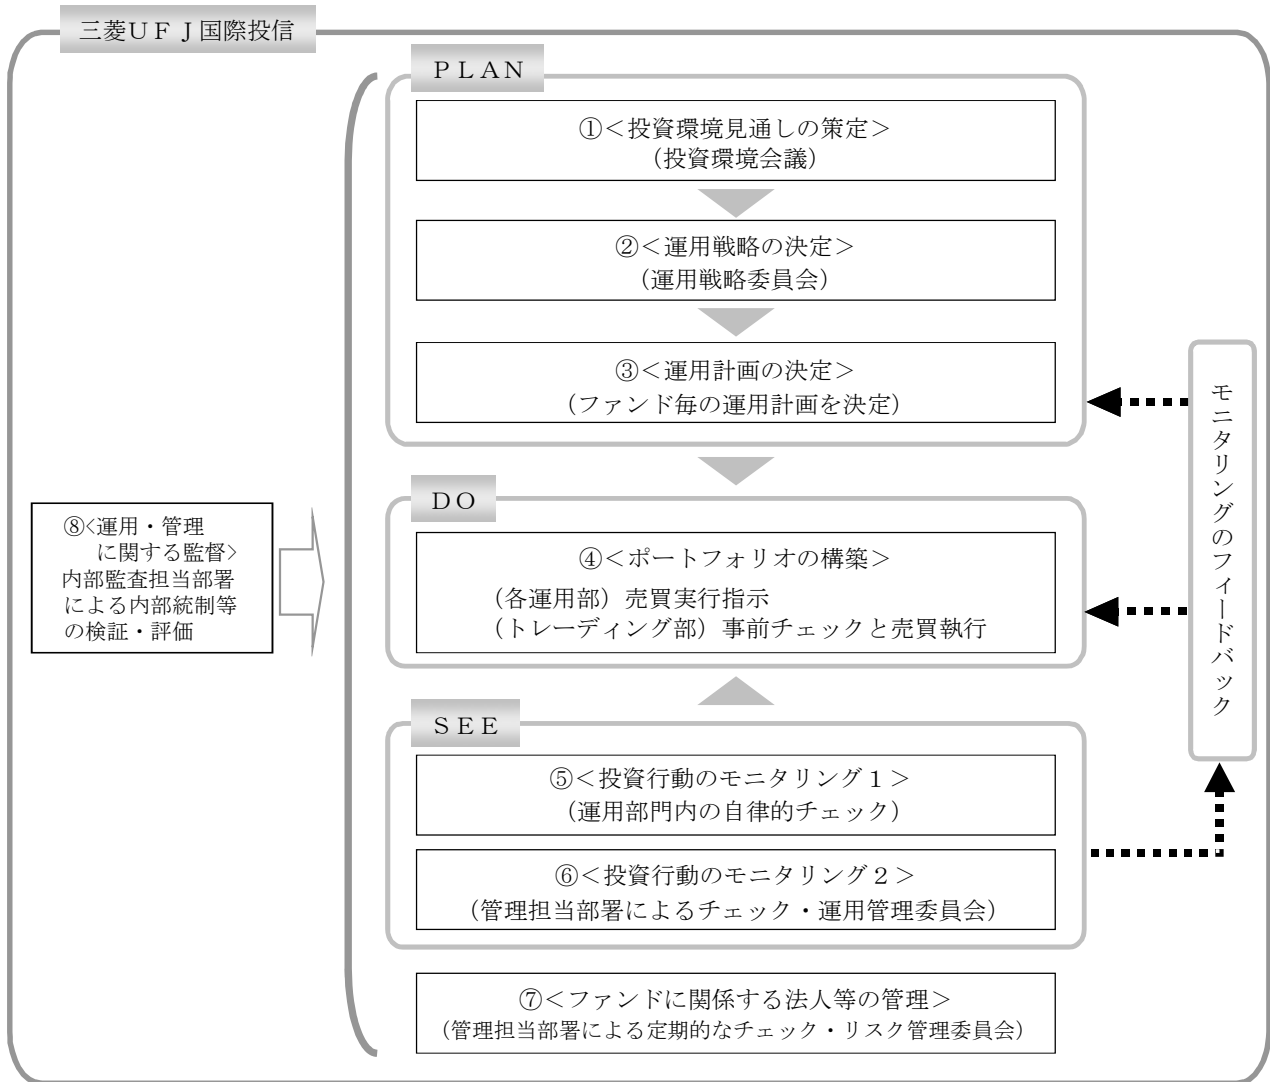 三菱ＵＦＪ国際投信
ＰＬＡＮ
①＜投資環境見通しの策定＞
（投資環境会議）
②＜運用戦略の決定＞
（運用戦略委員会）
③＜運用計画の決定＞
（ファンド毎の運用計画を決定）
ＤＯ
④＜ポートフォリオの構築＞
（各運用部）売買実行指示
（トレーディング部）事前チェックと売買執行
ＳＥＥ
⑤＜投資行動のモニタリング１＞
（運用部門内の自律的チェック）
⑥＜投資行動のモニタリング２＞
（管理担当部署によるチェック・運用管理委員会）
⑦＜ファンドに関係する法人等の管理＞
（管理担当部署による定期的なチェック・リスク管理委員会）
⑧<運用・管理
に関する監督>
内部監査担当部署
による内部統制等
の検証・評価
モニタリングのフィードバック